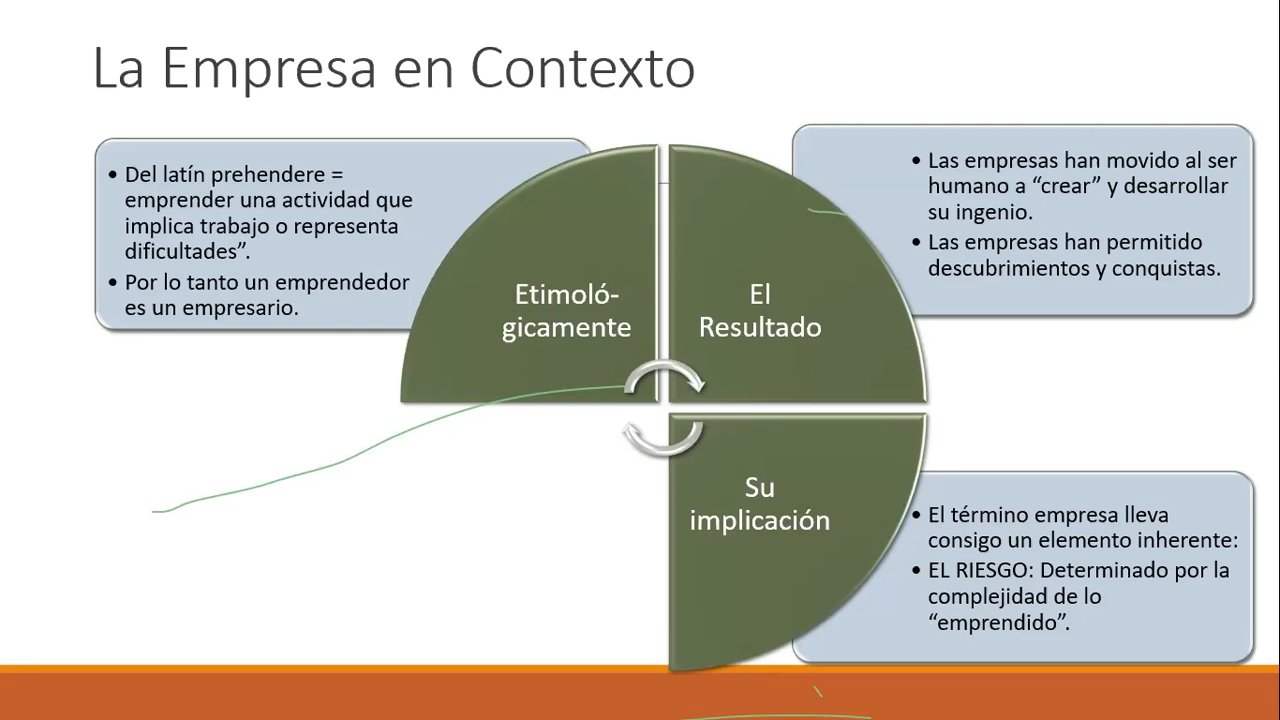 La Empresa en Contexto
• Del latín prehendere =
emprender una actividad que
implica trabajo o representa
dificultades”.
• Por lo tanto un emprendedor
es un empresario.
Etimoló-
gicamente
El
Resultado
• Las empresas han movido al ser
humano a “crear” y desarrollar
su ingenio.
• Las empresas han permitido
descubrimientos y conquistas.
Su
implicación
• El término empresa lleva
consigo un elemento inherente:
• EL RIESGO: Determinado por la
complejidad de lo
“emprendido”.